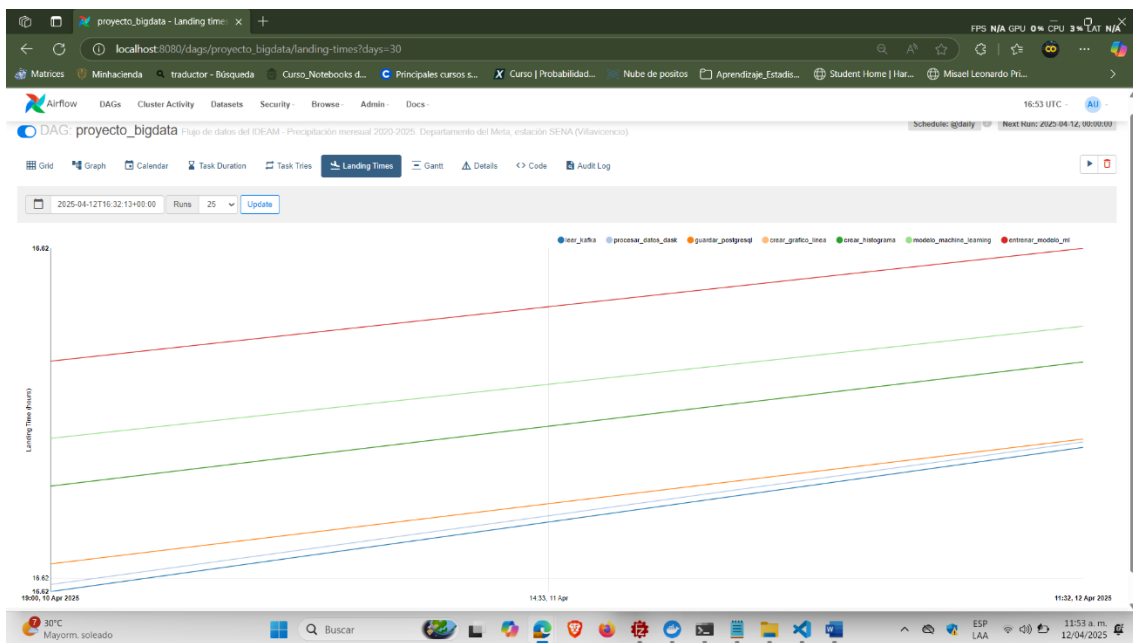 proyecto_bigdata - Landing time
FPS N/A GPU 0% CPU 3% LAT N/A
localhost:8080/dags/proyecto_bigdata/landing-times?days=30
Matrices Minhacienda traductor - Búsqueda Curso_Notebooks d... Principales cursos s... Curso | Probabilidad... Nube de positos Aprendizaje_Estadis... Student Home | Har... Misael Leonardo Pri...
Airflow DAGs Cluster Activity Datasets Security Browse Admin Docs 16:53 UTC AU
DAG: proyecto_bigdata Flujo de datos del IDEAM - Precipitación mensual 2020-2025. Departamento del Meta, estación SENA (Villavicencio). Schedule: @daily Next Run: 2025-04-12, 00:00:00
Grid Graph Calendar Task Duration Task Tries Landing Times Gantt Details <> Code Audit Log
2025-04-12T16:32:13+00:00 Runs 25 Update
leer_kafka procesar_datos_dask guardar_postgresql crear_grafico_linea crear_histograma modelo_machine_learning entrenar_modelo_ml
16.62
Landing Time (hours)
16.62
16.62
19:00, 10 Apr 2025 14:33, 11 Apr 11:32, 12 Apr 2025
7 30°C
Mayorm. soleado
Buscar
ESP
LAA
11:53 a. m.
12/04/2025